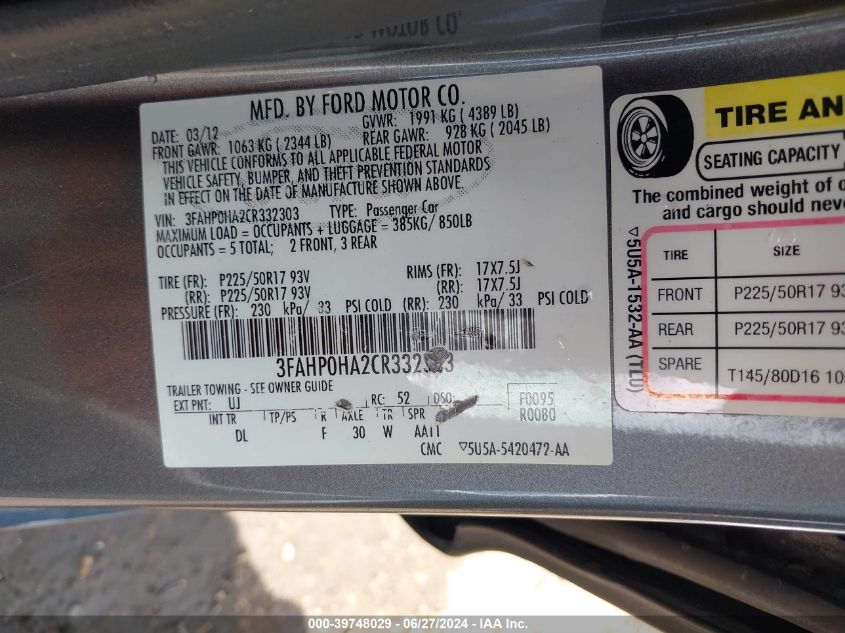 MOTOR CO.
MFD. BY FORD MOTOR CO.
DATE: 03/12 GVWR: 1991 KG ( 4389 LB)
FRONT GAWR: 1063 KG ( 2344 LB) REAR GAWR: 928 KG ( 2045 LB)
THIS VEHICLE CONFORMS TO ALL APPLICABLE FEDERAL MOTOR
VEHICLE SAFETY, BUMPER, AND THEFT PREVENTION STANDARDS
IN EFFECT ON THE DATE OF MANUFACTURE SHOWN ABOVE.
VIN: 3FAHP0HA2CR332303 TYPE: Passenger Car
MAXIMUM LOAD = OCCUPANTS + LUGGAGE = 385KG/ 850LB
OCCUPANTS = 5 TOTAL; 2 FRONT, 3 REAR
TIRE (FR): P225/50R17 93V RIMS (FR): 17X7.5J
(RR): P225/50R17 93V (RR): 17X7.5J
PRESSURE (FR): 230 kPa/ 33 PSI COLD (RR): 230 kPa/ 33 PSI COLD
3FAHP0HA2CR332303
TRAILER TOWING - SEE OWNER GUIDE
EXT PNT: UJ RC: 52 DSO: F0095
INT TR TP/PS R AXLE TR SPR R0080
DL F 30 W AA11
CMC ▽5U5A-5420472-AA
TIRE AN
SEATING CAPACITY
The combined weight of
and cargo should neve
▽5U5A-1532-AA (TLU)
TIRE SIZE
FRONT P225/50R17 93
REAR P225/50R17 93
SPARE T145/80D16 10
000-39748029 - 06/27/2024 - IAA Inc.